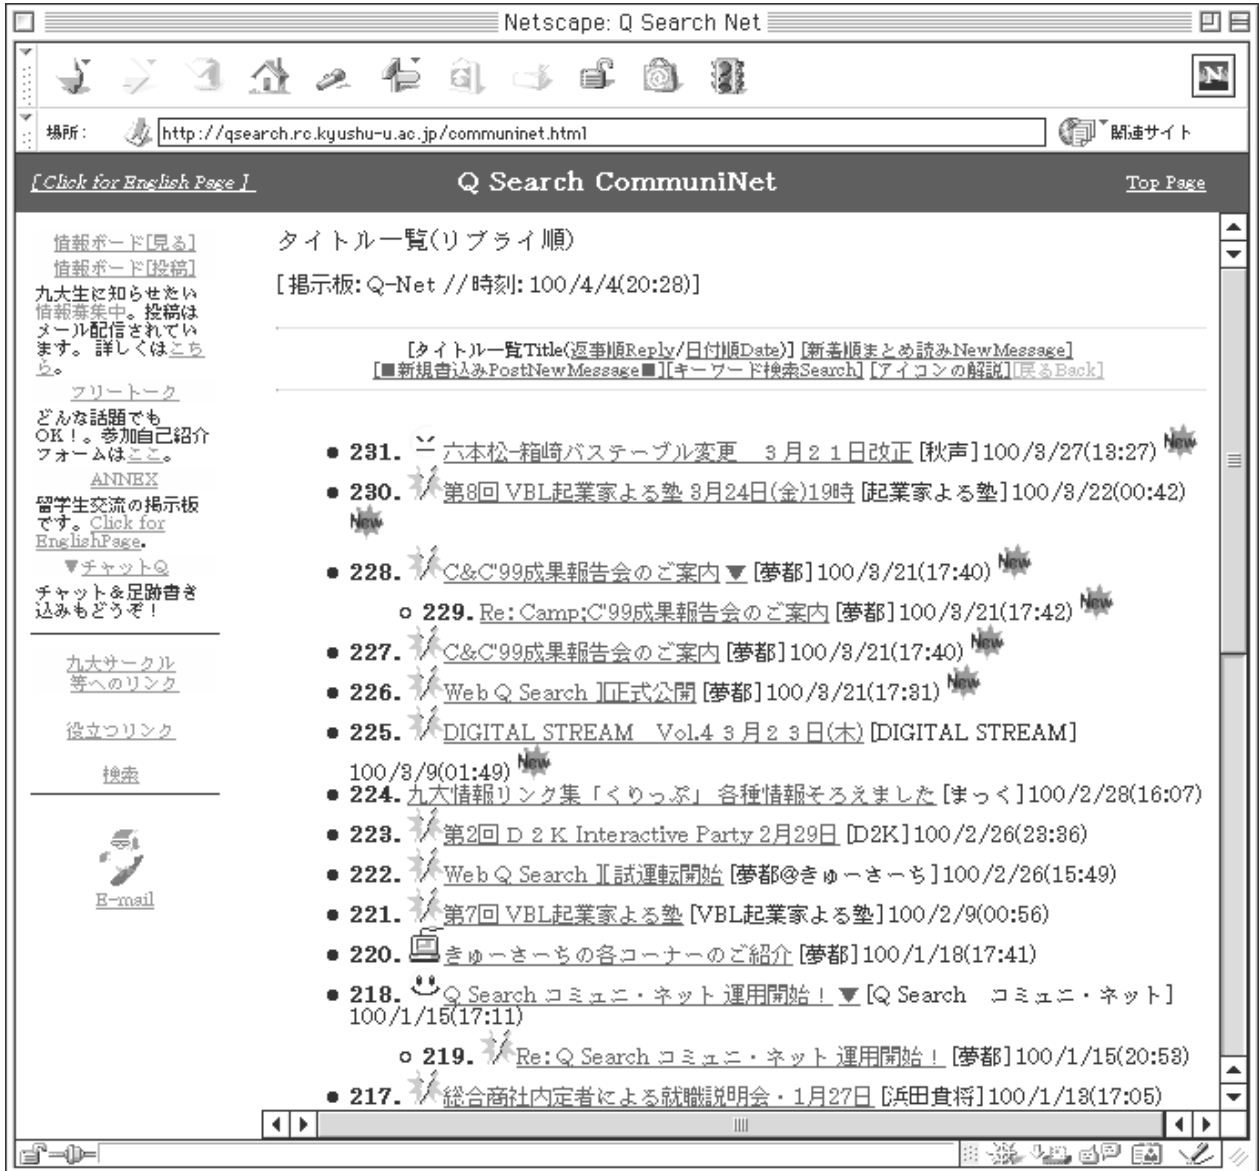 Netscape: Q Search Net
N
場所: http://qsearch.rc.kyushu-u.ac.jp/communinet.html 関連サイト
[Click for English Page] Q Search CommuniNet Top Page
情報ボード[見る]
情報ボード[投稿]
九大生に知らせたい
情報募集中。投稿は
メール配信されてい
ます。 詳しくはこち
ら。
フリートーク
どんな話題でも
OK!。参加自己紹介
フォームはここ。
ANNEX
留学生交流の掲示板
です。Click for
EnglishPage.
▼チャットQ
チャット&足跡書き
込みもどうぞ!
九大サークル
等へのリンク
役立つリンク
検索
E-mail
タイトル一覧(リプライ順)
[掲示板: Q-Net //時刻: 100/4/4(20:28)]
[タイトル一覧Title(返事順Reply/日付順Date)] [新着順まとめ読みNewMessage]
[■新規書込みPostNewMessage■][キーワード検索Search] [アイコンの解説][戻るBack]
231. 六本松-箱崎バステーブル変更 3月21日改正 [秋声]100/3/27(13:27) New
230. 第8回 VBL起業家よる塾 3月24日(金)19時 [起業家よる塾]100/3/22(00:42)
New
228. C&C'99成果報告会のご案内 ▼ [夢都]100/3/21(17:40) New
229. Re: Camp;C'99成果報告会のご案内 [夢都]100/3/21(17:42) New
227. C&C'99成果報告会のご案内 [夢都]100/3/21(17:40) New
226. Web Q Search ][正式公開 [夢都]100/3/21(17:31) New
225. DIGITAL STREAM Vol.4 3月23日(木) [DIGITAL STREAM]
100/3/9(01:49) New
224. 九大情報リンク集「くりっぷ」 各種情報そろえました [まっく]100/2/28(16:07)
223. 第2回 D 2 K Interactive Party 2月29日 [D2K]100/2/26(23:36)
222. Web Q Search ][ 試運転開始 [夢都@きゅーさーち]100/2/26(15:49)
221. 第7回 VBL起業家よる塾 [VBL起業家よる塾]100/2/9(00:56)
220. きゅーさーちの各コーナーのご紹介 [夢都]100/1/18(17:41)
218. Q Search コミュニ・ネット 運用開始! ▼ [Q Search コミュニ・ネット]
100/1/15(17:11)
219. Re: Q Search コミュニ・ネット 運用開始! [夢都]100/1/15(20:53)
217. 総合商社内定者による就職説明会・1月27日 [浜田貴将]100/1/13(17:05)